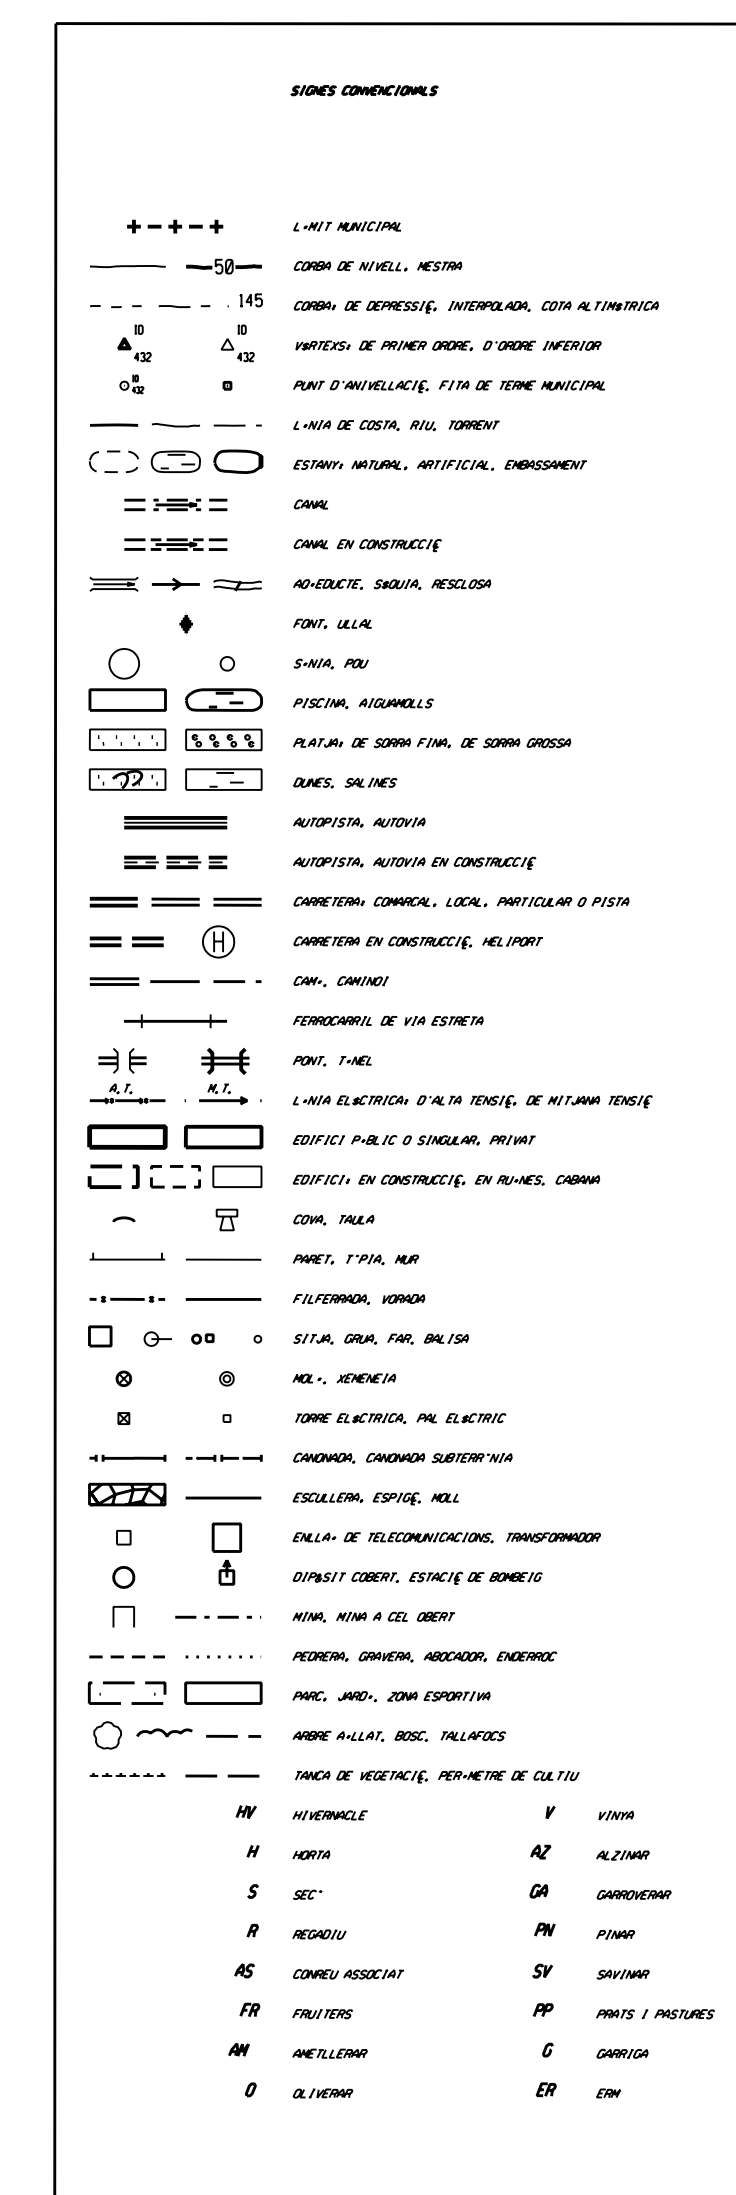 SIGNES CONVENCIONALS
L•MIT MUNICIPAL
50 CORBA DE NIVELL, MESTRA
145 CORBA: DE DEPRESSI£, INTERPOLADA, COTA ALTIM$TRICA
ID 432 ID 432 V$RTEXS: DE PRIMER ORDRE, D'ORDRE INFERIOR
ID 432 PUNT D'ANIVELLACI£, FITA DE TERME MUNICIPAL
L•NIA DE COSTA, RIU, TORRENT
ESTANY: NATURAL, ARTIFICIAL, EMBASSAMENT
CANAL
CANAL EN CONSTRUCCI£
AQ•EDUCTE, S$QUIA, RESCLOSA
FONT, ULLAL
S•NIA, POU
PISCINA, AIGUAMOLLS
PLATJA: DE SORRA FINA, DE SORRA GROSSA
DUNES, SALINES
AUTOPISTA, AUTOVIA
AUTOPISTA, AUTOVIA EN CONSTRUCCI£
CARRETERA: COMARCAL, LOCAL, PARTICULAR O PISTA
H CARRETERA EN CONSTRUCCI£, HELIPORT
CAM•, CAMINOI
FERROCARRIL DE VIA ESTRETA
PONT, T•NEL
A.T. M.T. L•NIA EL$CTRICA: D'ALTA TENSI£, DE MITJANA TENSI£
EDIFICI P•BLIC O SINGULAR, PRIVAT
EDIFICI: EN CONSTRUCCI£, EN RU•NES, CABANA
COVA, TAULA
PARET, T¨PIA, MUR
FILFERRADA, VORADA
SITJA, GRUA, FAR, BALISA
MOL•, XEMENEIA
TORRE EL$CTRICA, PAL EL$CTRIC
CANONADA, CANONADA SUBTERR¨NIA
ESCULLERA, ESPIG£, MOLL
ENLLA• DE TELECOMUNICACIONS, TRANSFORMADOR
DIP$SIT COBERT, ESTACI£ DE BOMBEIG
MINA, MINA A CEL OBERT
PEDRERA, GRAVERA, ABOCADOR, ENDERROC
PARC, JARD•, ZONA ESPORTIVA
ARBRE A•LLAT, BOSC, TALLAFOCS
TANCA DE VEGETACI£, PER•METRE DE CULTIU
HV HIVERNACLE V VINYA
H HORTA AZ ALZINAR
S SEC¨ GA GARROVERAR
R REGADIU PN PINAR
AS CONREU ASSOCIAT SV SAVINAR
FR FRUITERS PP PRATS I PASTURES
AM AMETLLERAR G GARRIGA
O OLIVERAR ER ERM